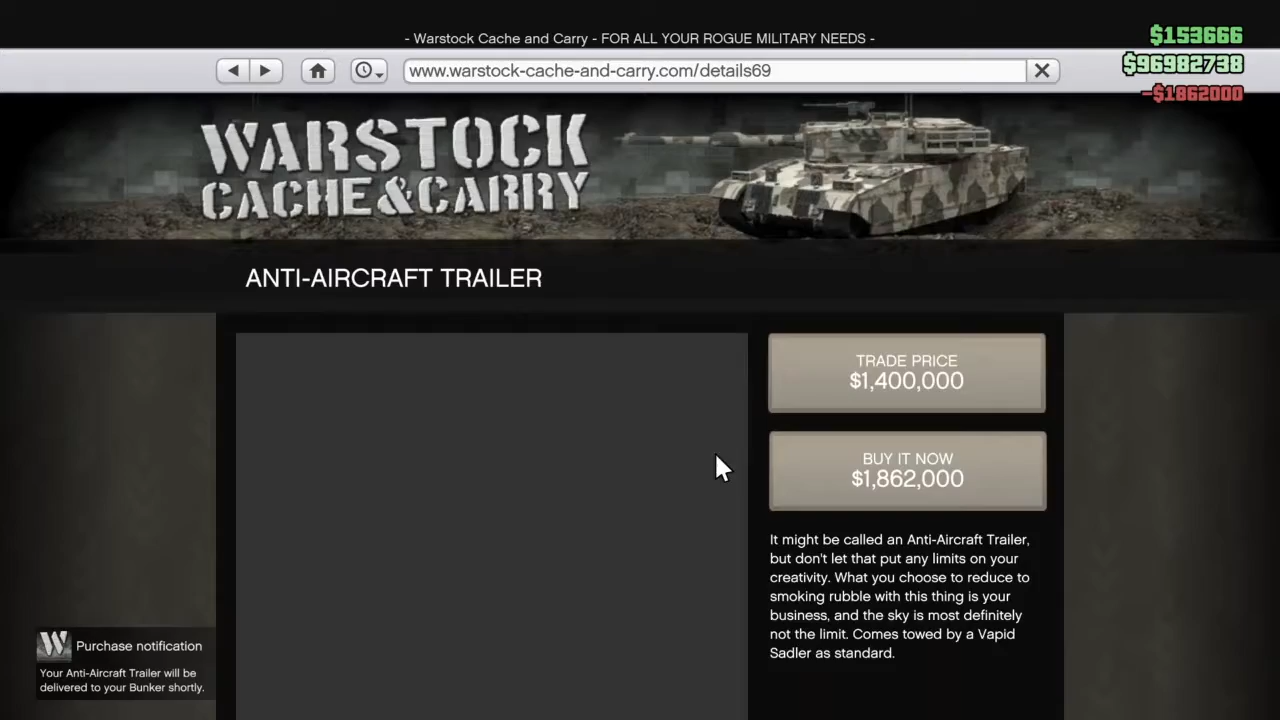 - Warstock Cache and Carry - FOR ALL YOUR ROGUE MILITARY NEEDS -
$153666
$96982738
-$1862000
www.warstock-cache-and-carry.com/details69
WARSTOCK
CACHE&CARRY
ANTI-AIRCRAFT TRAILER
TRADE PRICE
$1,400,000
BUY IT NOW
$1,862,000
It might be called an Anti-Aircraft Trailer,
but don't let that put any limits on your
creativity. What you choose to reduce to
smoking rubble with this thing is your
business, and the sky is most definitely
not the limit. Comes towed by a Vapid
Sadler as standard.
W
Purchase notification
Your Anti-Aircraft Trailer will be
delivered to your Bunker shortly.